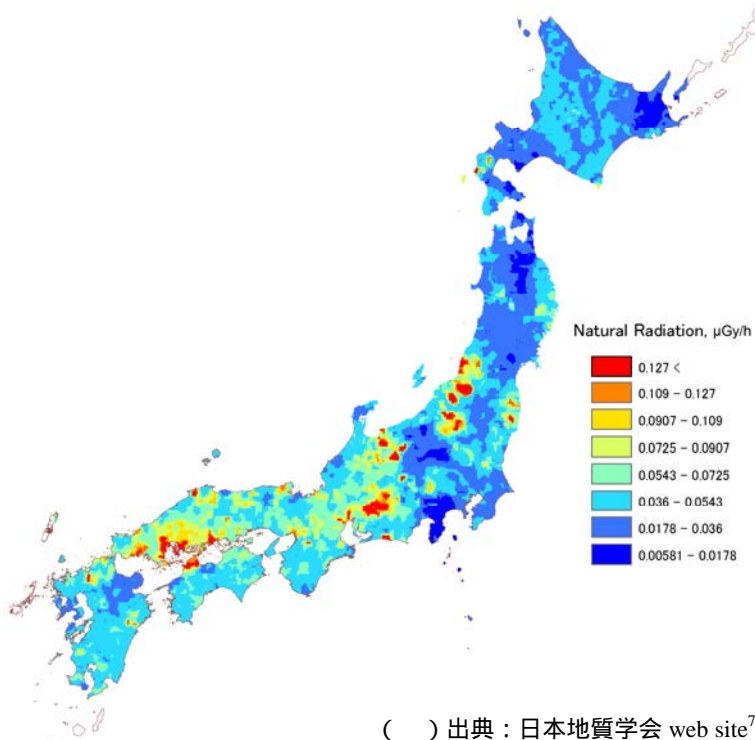 Natural Radiation, μGy/h
0.127 <
0.109 – 0.127
0.0907 – 0.109
0.0725 – 0.0907
0.0543 – 0.0725
0.036 – 0.0543
0.0178 – 0.036
0.00581 – 0.0178
( ) 出典：日本地質学会 web site7